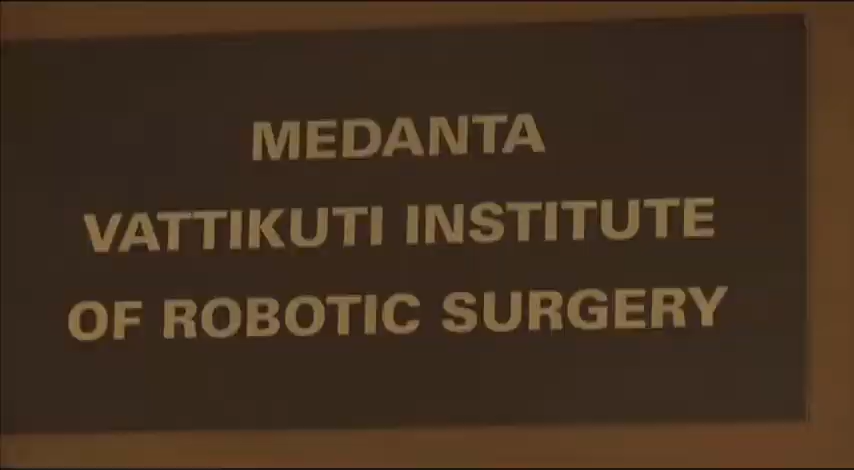 MEDANTA
VATTIKUTI INSTITUTE
OF ROBOTIC SURGERY